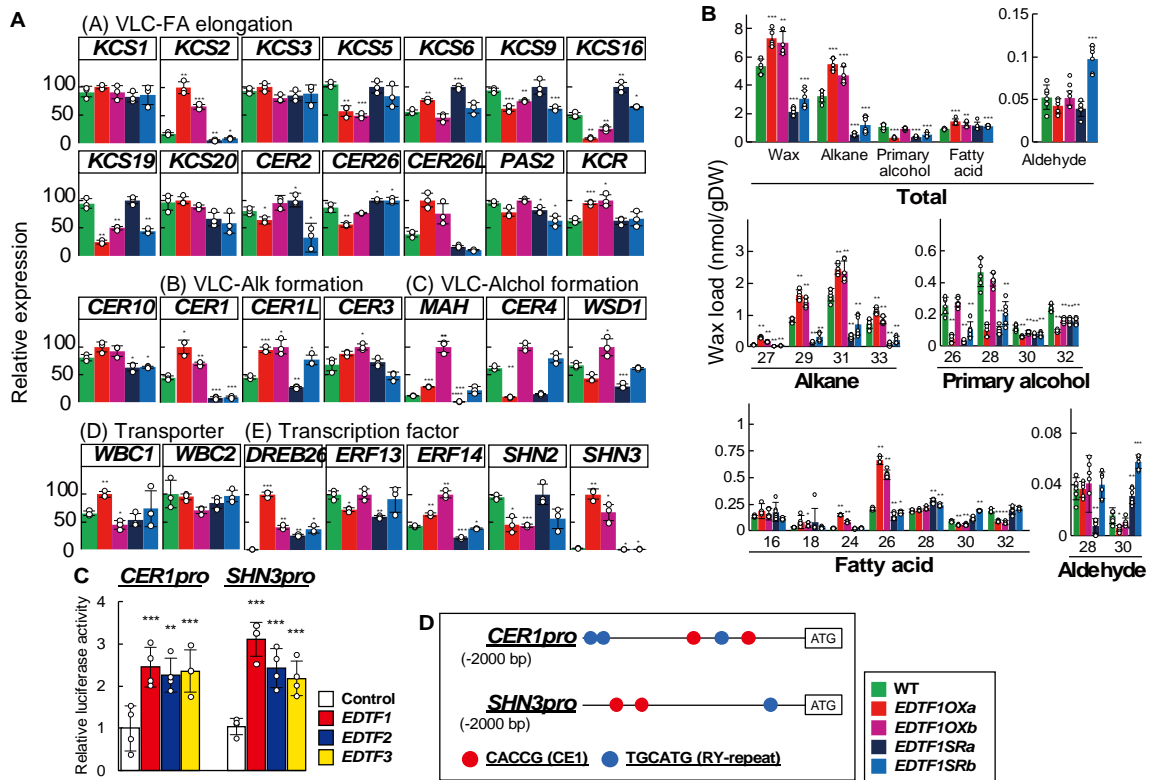 A
(A) VLC-FA elongation
KCS1 KCS2 KCS3 KCS5 KCS6 KCS9 KCS16
100
50
0
KCS19 KCS20 CER2 CER26 CER26L PAS2 KCR
100
50
0
Relative expression
(B) VLC-Alk formation (C) VLC-Alchol formation
CER10 CER1 CER1L CER3 MAH CER4 WSD1
100
50
0
(D) Transporter (E) Transcription factor
WBC1 WBC2 DREB26 ERF13 ERF14 SHN2 SHN3
100
50
0
B
Wax load (nmol/gDW)
8
6
4
2
0
Wax Alkane Primary alcohol Fatty acid
0.15
0.1
0.05
0
Aldehyde
Total
3
2
1
0
27 29 31 33
Alkane
0.6
0.4
0.2
0
26 28 30 32
Primary alcohol
1
0.75
0.5
0.25
0
16 18 24 26 28 30 32
Fatty acid
0.08
0.04
0
28 30
Aldehyde
C
CER1pro SHN3pro
Relative luciferase activity
4
3
2
1
0
*** ** *** *** *** ***
Control
EDTF1
EDTF2
EDTF3
D
CER1pro
(-2000 bp)
ATG
SHN3pro
(-2000 bp)
ATG
CACCG (CE1) TGCATG (RY-repeat)
WT
EDTF1OXa
EDTF1OXb
EDTF1SRa
EDTF1SRb